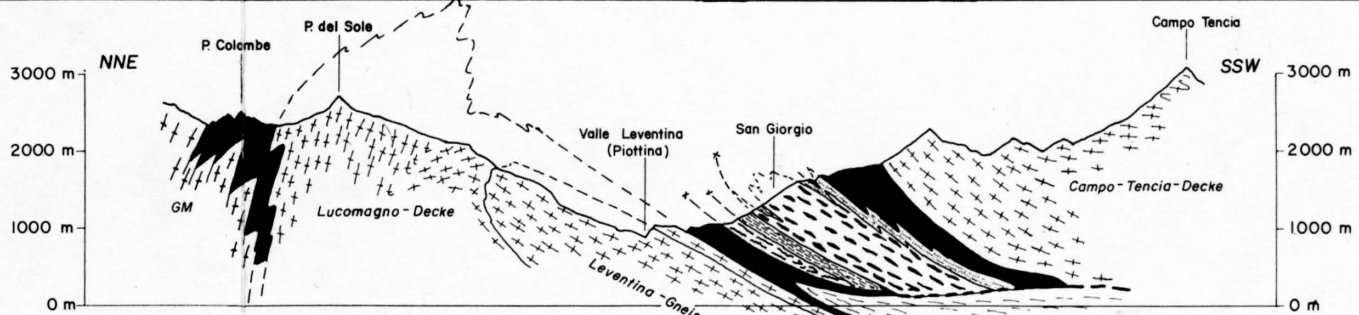 Campo Tencia
P. del Sole
P. Colombe
NNE
SSW
3000 m
3000 m
Valle Leventina
(Piottina)
San Giorgio
2000 m
2000 m
GM
Lucomagno-Decke
Campo-Tencia-Decke
1000 m
1000 m
Leventina-Gneis
0 m
0 m